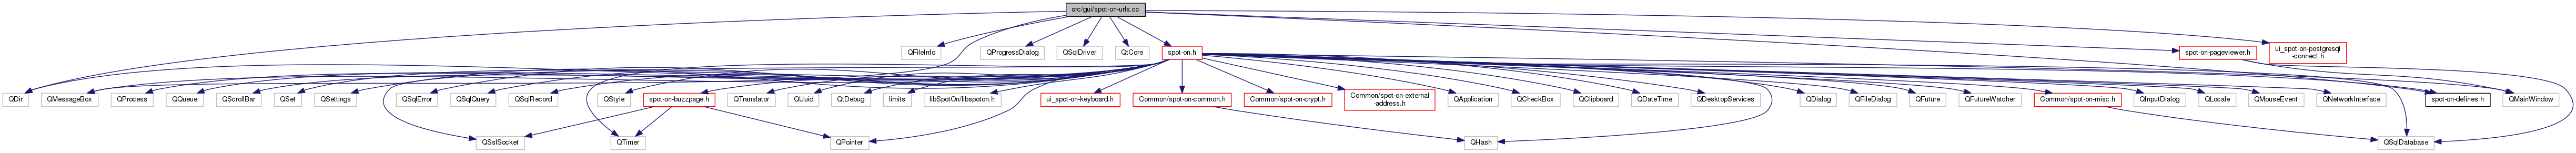 src/gui/spot-on-urls.cc
QFileInfo
QProgressDialog
QSqlDriver
QtCore
spot-on.h
spot-on-pageviewer.h
ui_spot-on-postgresql
-connect.h
QDir
QMessageBox
QProcess
QQueue
QScrollBar
QSet
QSettings
QSqlError
QSqlQuery
QSqlRecord
QStyle
spot-on-buzzpage.h
QTranslator
QUuid
QtDebug
limits
libSpotOn/libspoton.h
ui_spot-on-keyboard.h
Common/spot-on-common.h
Common/spot-on-crypt.h
Common/spot-on-external
-address.h
QApplication
QCheckBox
QClipboard
QDateTime
QDesktopServices
QDialog
QFileDialog
QFuture
QFutureWatcher
Common/spot-on-misc.h
QInputDialog
QLocale
QMouseEvent
QNetworkInterface
spot-on-defines.h
QMainWindow
QSslSocket
QTimer
QPointer
QHash
QSqlDatabase